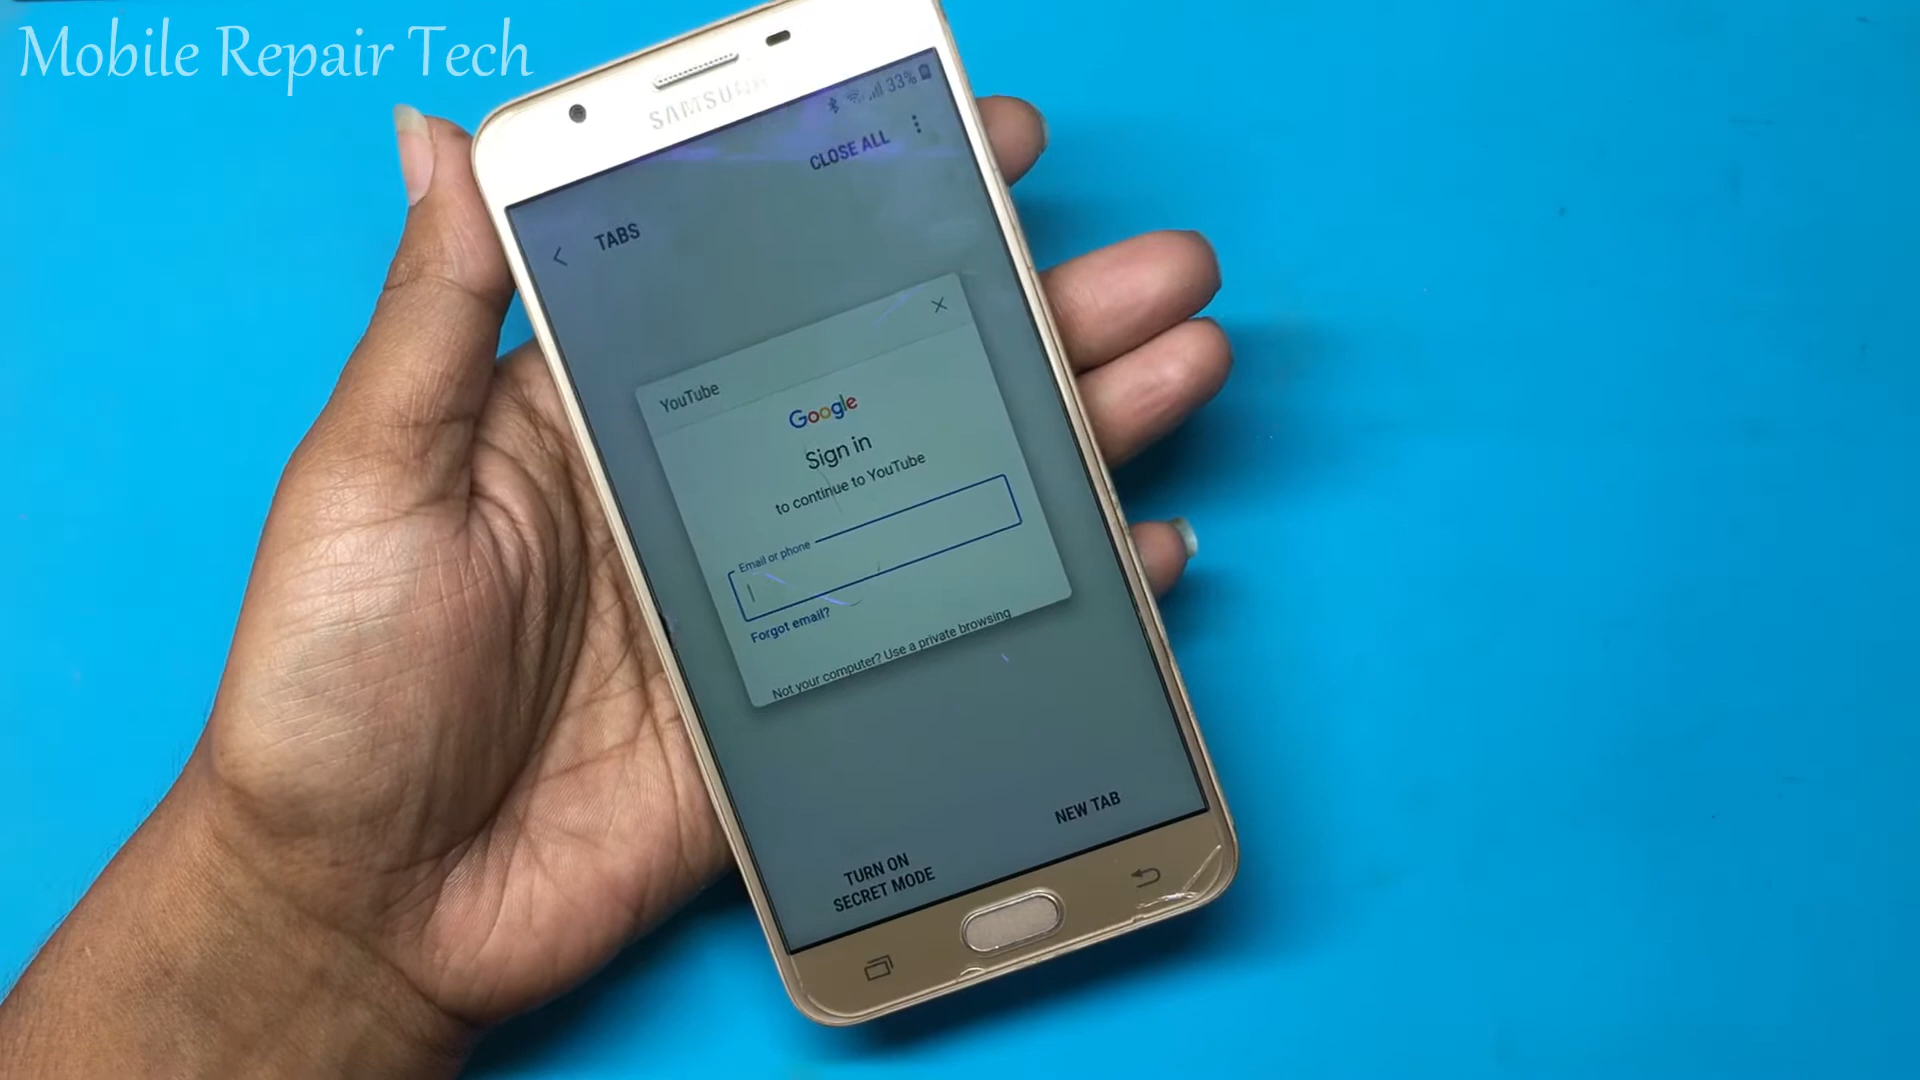 Mobile Repair Tech
SAMSUNG
33%
CLOSE ALL
TABS
YouTube
Google
Sign in
to continue to YouTube
Email or phone
Forgot email?
Not your computer? Use a private browsing
NEW TAB
TURN ON
SECRET MODE